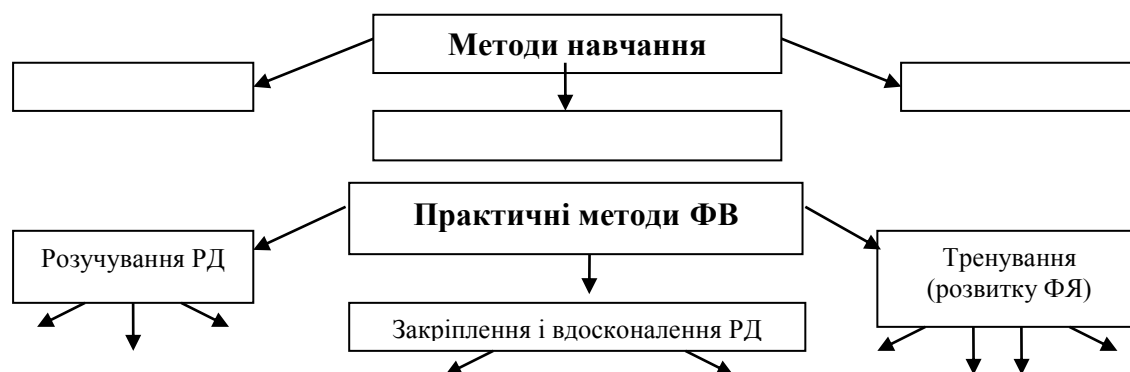 Методи навчання
Практичні методи ФВ
Розучування РД
Тренування
(розвитку ФЯ)
Закріплення і вдосконалення РД